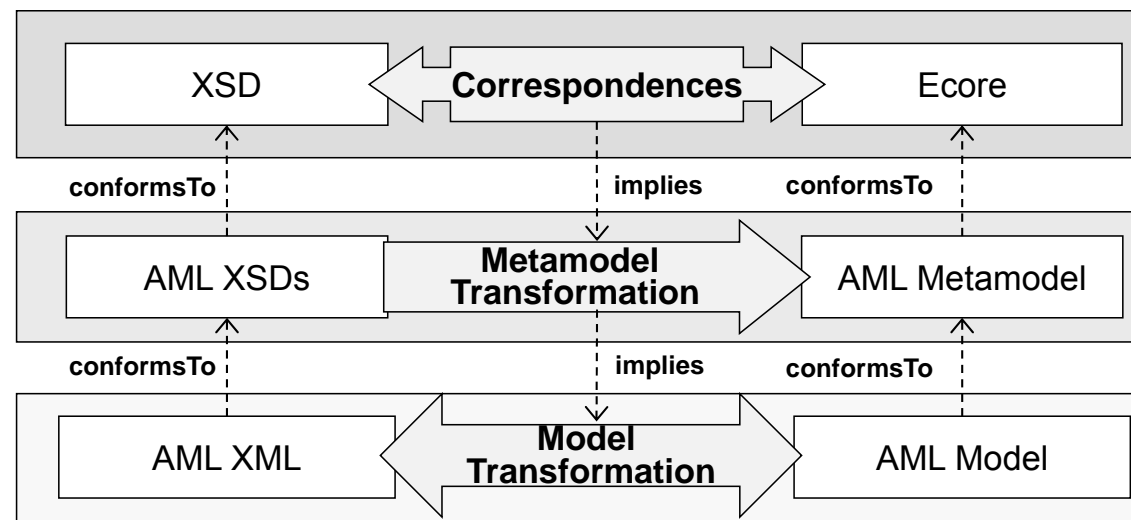 XSD
Correspondences
Ecore
conformsTo
implies
conformsTo
AML XSDs
Metamodel
Transformation
AML Metamodel
conformsTo
implies
conformsTo
AML XML
Model
Transformation
AML Model